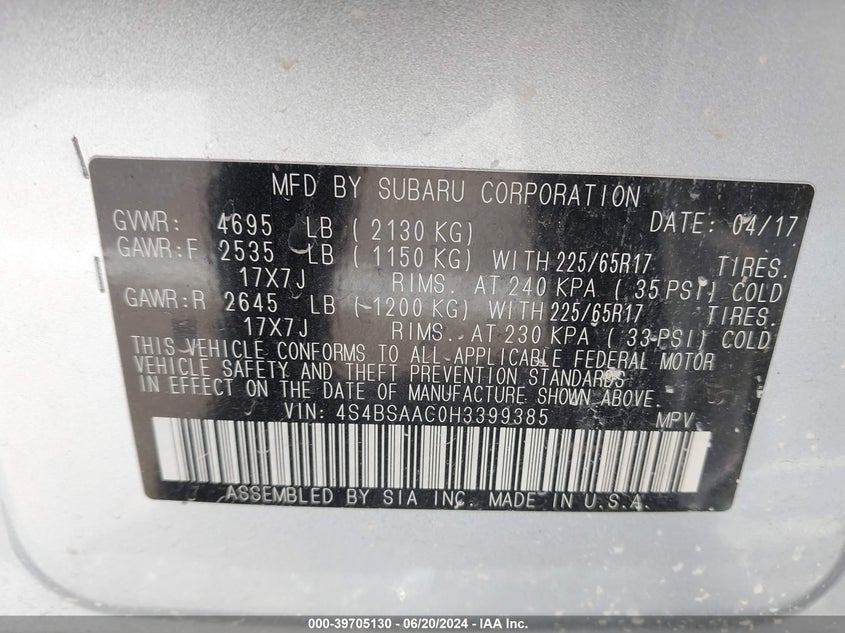 MFD BY SUBARU CORPORATION
GVWR: 4695 LB ( 2130 KG) DATE: 04/17
GAWR:F 2535 LB ( 1150 KG) WITH 225/65R17 TIRES.
17X7J RIMS. AT 240 KPA ( 35 PSI) COLD
GAWR:R 2645 LB ( 1200 KG) WITH 225/65R17 TIRES.
17X7J RIMS. AT 230 KPA ( 33 PSI) COLD
THIS VEHICLE CONFORMS TO ALL APPLICABLE FEDERAL MOTOR
VEHICLE SAFETY AND THEFT PREVENTION STANDARDS
IN EFFECT ON THE DATE OF MANUFACTURE SHOWN ABOVE.
VIN: 4S4BSAAC0H3399385 MPV
ASSEMBLED BY SIA INC. MADE IN U.S.A.
000-39705130 - 06/20/2024 - IAA Inc.